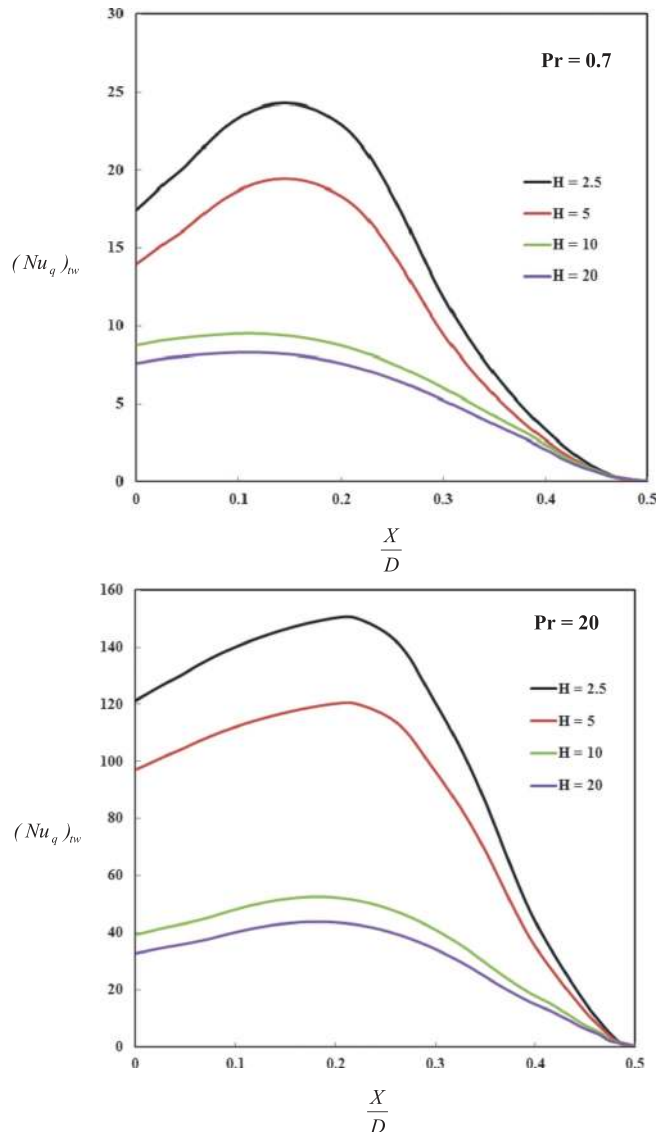 30
Pr = 0.7
25
20
H = 2.5
H = 5
15
H = 10
(Nu_q)_tw
H = 20
10
5
0
0 0.1 0.2 0.3 0.4 0.5
X
D
160
Pr = 20
140
H = 2.5
120
H = 5
100
H = 10
H = 20
80
(Nu_q)_tw
60
40
20
0
0 0.1 0.2 0.3 0.4 0.5
X
D